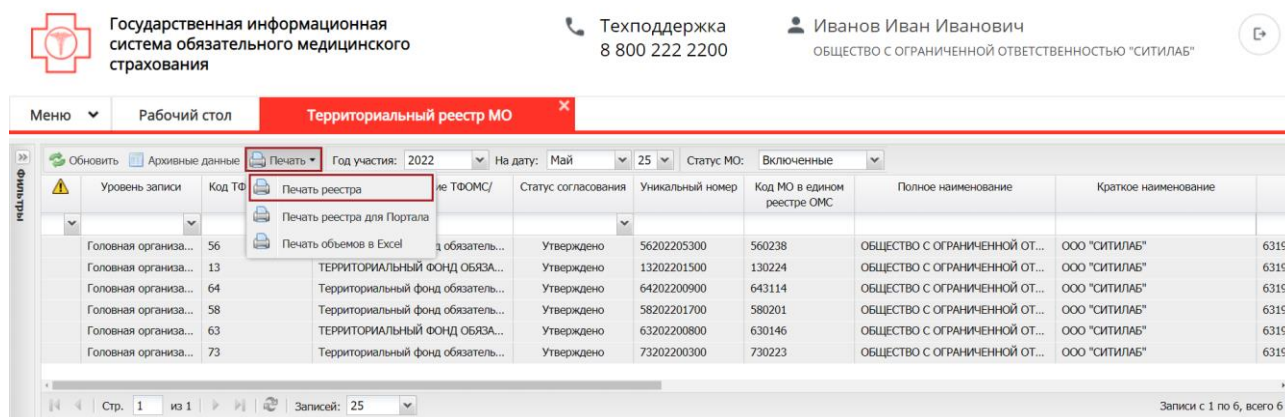 Государственная информационная
система обязательного медицинского
страхования
Техподдержка
8 800 222 2200
Иванов Иван Иванович
ОБЩЕСТВО С ОГРАНИЧЕННОЙ ОТВЕТСТВЕННОСТЬЮ "СИТИЛАБ"
Меню Рабочий стол Территориальный реестр МО
Фильтры
Обновить Архивные данные Печать Год участия: 2022 На дату: Май 25 Статус МО: Включенные
Уровень записи Код ТФ ие ТФОМС/ Статус согласования Уникальный номер Код МО в едином реестре ОМС Полное наименование Краткое наименование
Печать реестра
Печать реестра для Портала
Печать объемов в Excel
Головная организа... 56 д обязатель... Утверждено 56202205300 560238 ОБЩЕСТВО С ОГРАНИЧЕННОЙ ОТ... ООО "СИТИЛАБ" 6319
Головная организа... 13 ТЕРРИТОРИАЛЬНЫЙ ФОНД ОБЯЗА... Утверждено 13202201500 130224 ОБЩЕСТВО С ОГРАНИЧЕННОЙ ОТ... ООО "СИТИЛАБ" 6319
Головная организа... 64 Территориальный фонд обязатель... Утверждено 64202200900 643114 ОБЩЕСТВО С ОГРАНИЧЕННОЙ ОТ... ООО "СИТИЛАБ" 6319
Головная организа... 58 Территориальный фонд обязатель... Утверждено 58202201700 580201 ОБЩЕСТВО С ОГРАНИЧЕННОЙ ОТ... ООО "СИТИЛАБ" 6319
Головная организа... 63 ТЕРРИТОРИАЛЬНЫЙ ФОНД ОБЯЗА... Утверждено 63202200800 630146 ОБЩЕСТВО С ОГРАНИЧЕННОЙ ОТ... ООО "СИТИЛАБ" 6319
Головная организа... 73 Территориальный фонд обязатель... Утверждено 73202200300 730223 ОБЩЕСТВО С ОГРАНИЧЕННОЙ ОТ... ООО "СИТИЛАБ" 6319
Стр. 1 из 1 Записей: 25 Записи с 1 по 6, всего 6